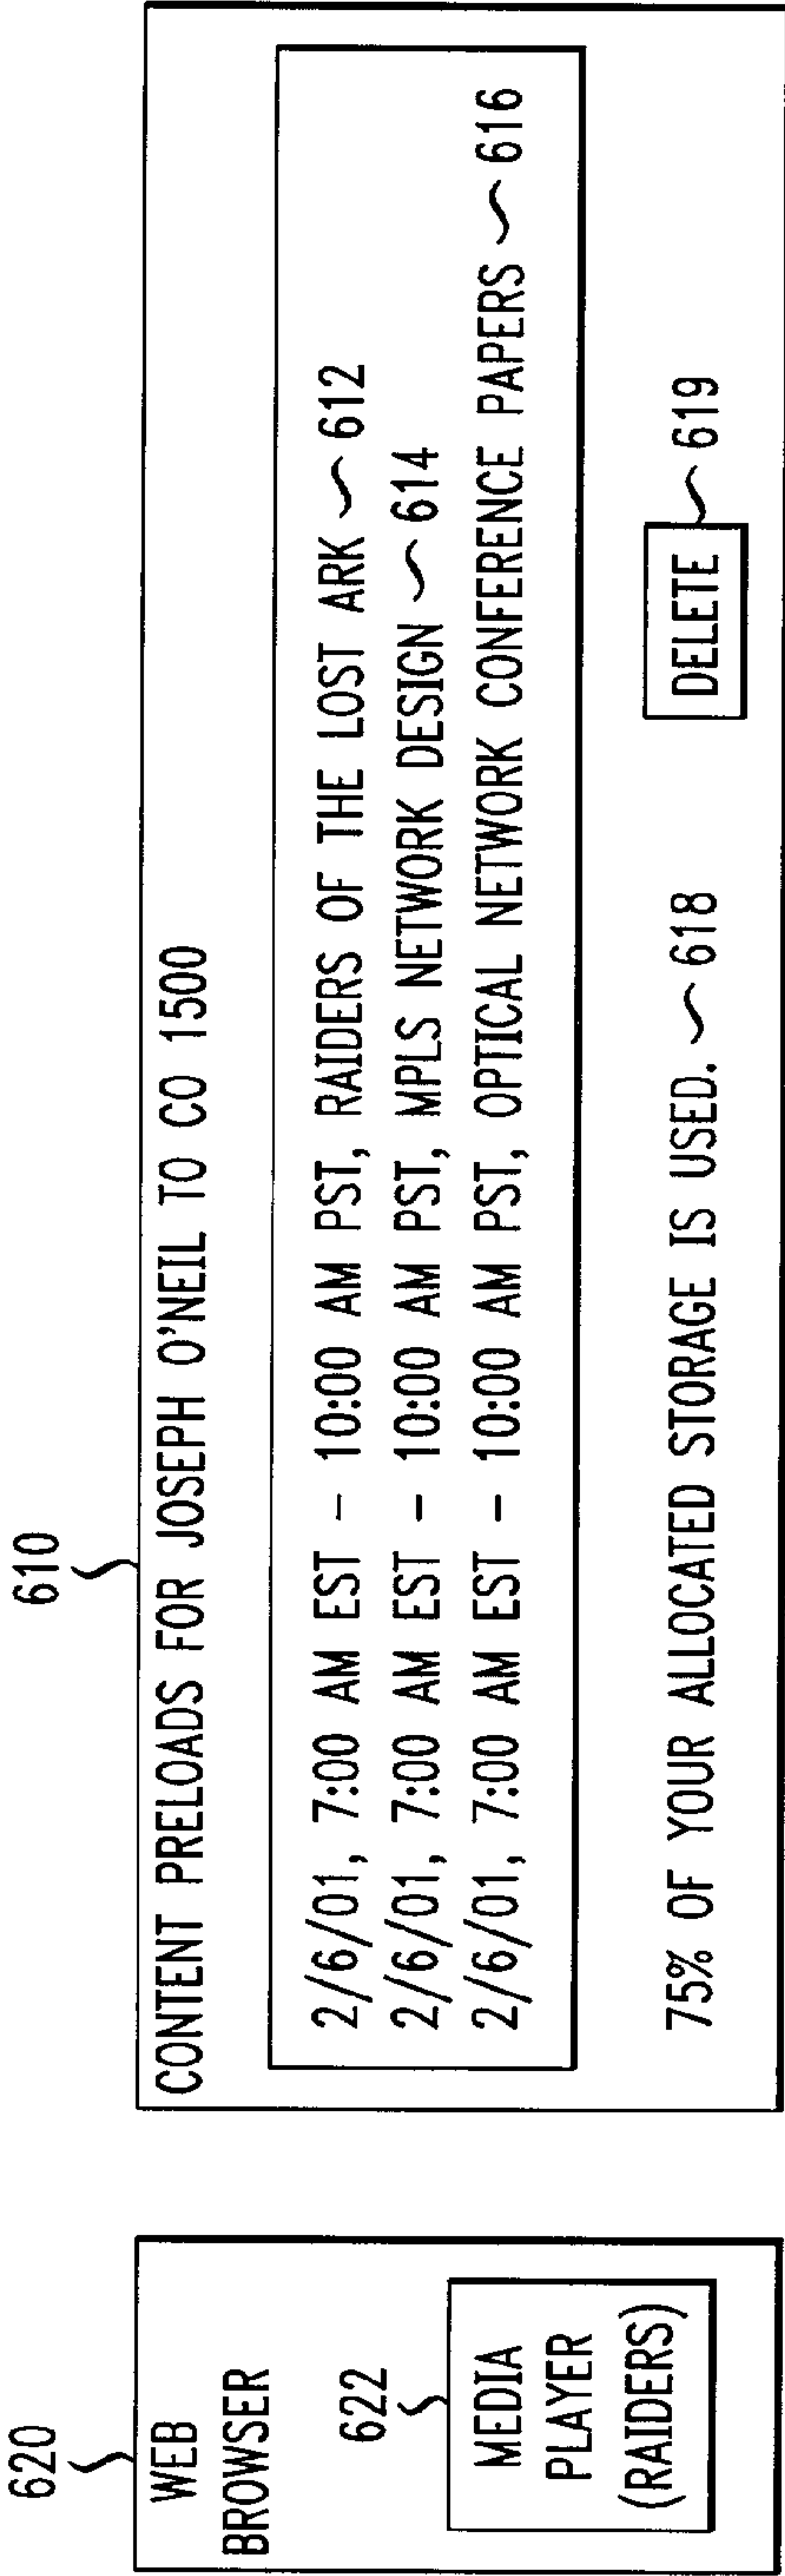 620
WEB
BROWSER
622
MEDIA
PLAYER
(RAIDERS)
610
CONTENT PRELOADS FOR JOSEPH O'NEIL TO CO 1500
2/6/01, 7:00 AM EST - 10:00 AM PST, RAIDERS OF THE LOST ARK ~ 612
2/6/01, 7:00 AM EST - 10:00 AM PST, MPLS NETWORK DESIGN ~ 614
2/6/01, 7:00 AM EST - 10:00 AM PST, OPTICAL NETWORK CONFERENCE PAPERS ~ 616
75% OF YOUR ALLOCATED STORAGE IS USED. ~ 618
DELETE ~ 619